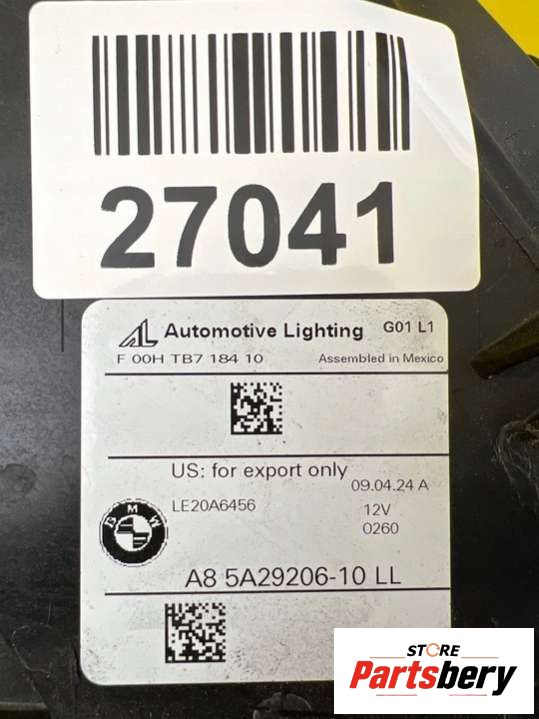 27041
Automotive Lighting G01 L1
F 00H TB7 184 10 Assembled in Mexico
US: for export only
09.04.24 A
LE20A6456 12V
0260
BMW
A8 5A29206-10 LL
STORE
Partsbery